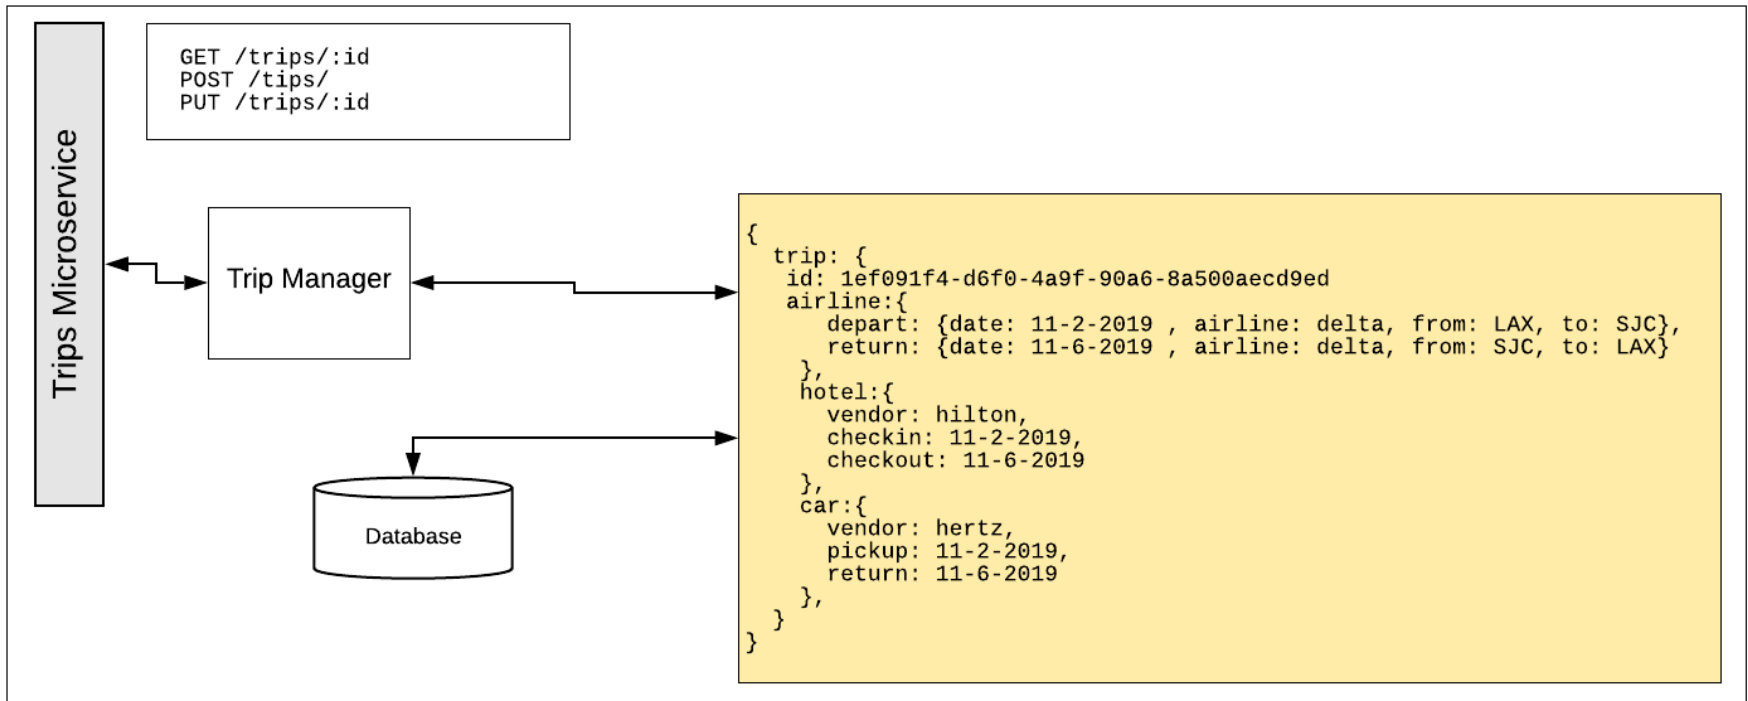 Trips Microservice
GET /trips/:id
POST /tips/
PUT /trips/:id
Trip Manager
Database
{
trip: {
id: 1ef091f4-d6f0-4a9f-90a6-8a500aecd9ed
airline:{
depart: {date: 11-2-2019 , airline: delta, from: LAX, to: SJC},
return: {date: 11-6-2019 , airline: delta, from: SJC, to: LAX}
},
hotel:{
vendor: hilton,
checkin: 11-2-2019,
checkout: 11-6-2019
},
car:{
vendor: hertz,
pickup: 11-2-2019,
return: 11-6-2019
},
}
}